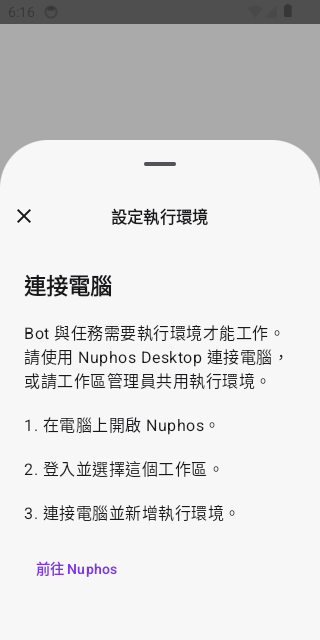 6:16
設定執行環境
連接電腦
Bot 與任務需要執行環境才能工作。
請使用 Nuphos Desktop 連接電腦，
或請工作區管理員共用執行環境。
1. 在電腦上開啟 Nuphos。
2. 登入並選擇這個工作區。
3. 連接電腦並新增執行環境。
前往 Nuphos